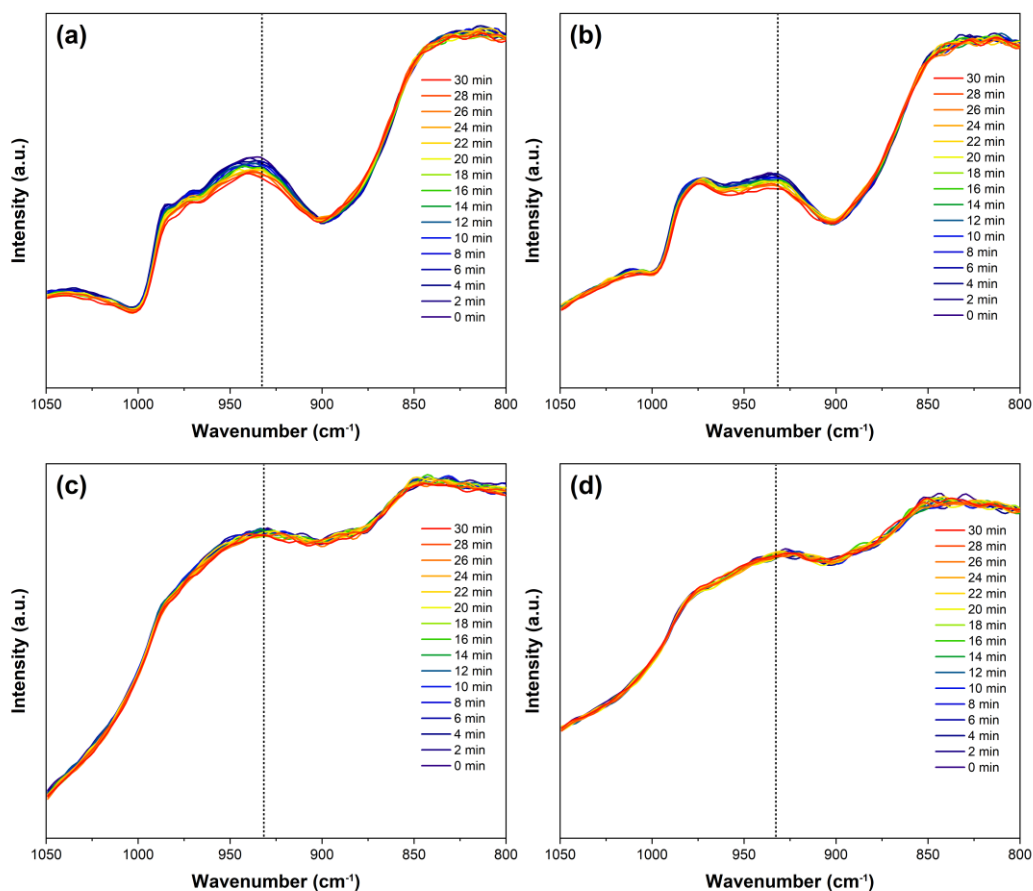 (a)
30 min
28 min
26 min
24 min
22 min
20 min
18 min
16 min
14 min
12 min
10 min
8 min
6 min
4 min
2 min
0 min
Intensity (a.u.)
1050 1000 950 900 850 800
Wavenumber (cm⁻¹)
(b)
30 min
28 min
26 min
24 min
22 min
20 min
18 min
16 min
14 min
12 min
10 min
8 min
6 min
4 min
2 min
0 min
Intensity (a.u.)
1050 1000 950 900 850 800
Wavenumber (cm⁻¹)
(c)
30 min
28 min
26 min
24 min
22 min
20 min
18 min
16 min
14 min
12 min
10 min
8 min
6 min
4 min
2 min
0 min
Intensity (a.u.)
1050 1000 950 900 850 800
Wavenumber (cm⁻¹)
(d)
30 min
28 min
26 min
24 min
22 min
20 min
18 min
16 min
14 min
12 min
10 min
8 min
6 min
4 min
2 min
0 min
Intensity (a.u.)
1050 1000 950 900 850 800
Wavenumber (cm⁻¹)